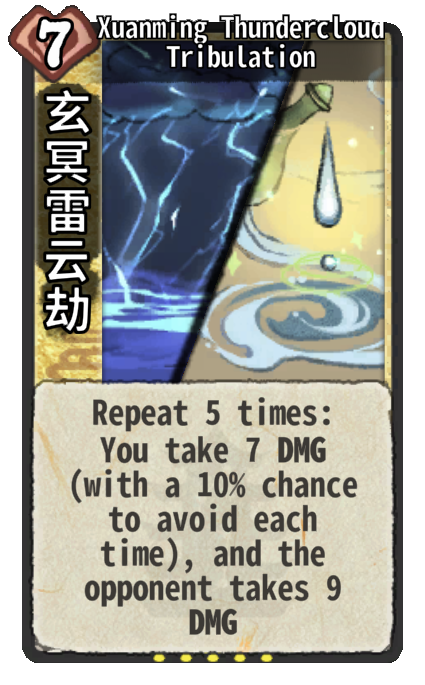 7
Xuanming Thundercloud
Tribulation
玄冥雷云劫
Repeat 5 times:
You take 7 DMG
(with a 10% chance
to avoid each
time), and the
opponent takes 9
DMG